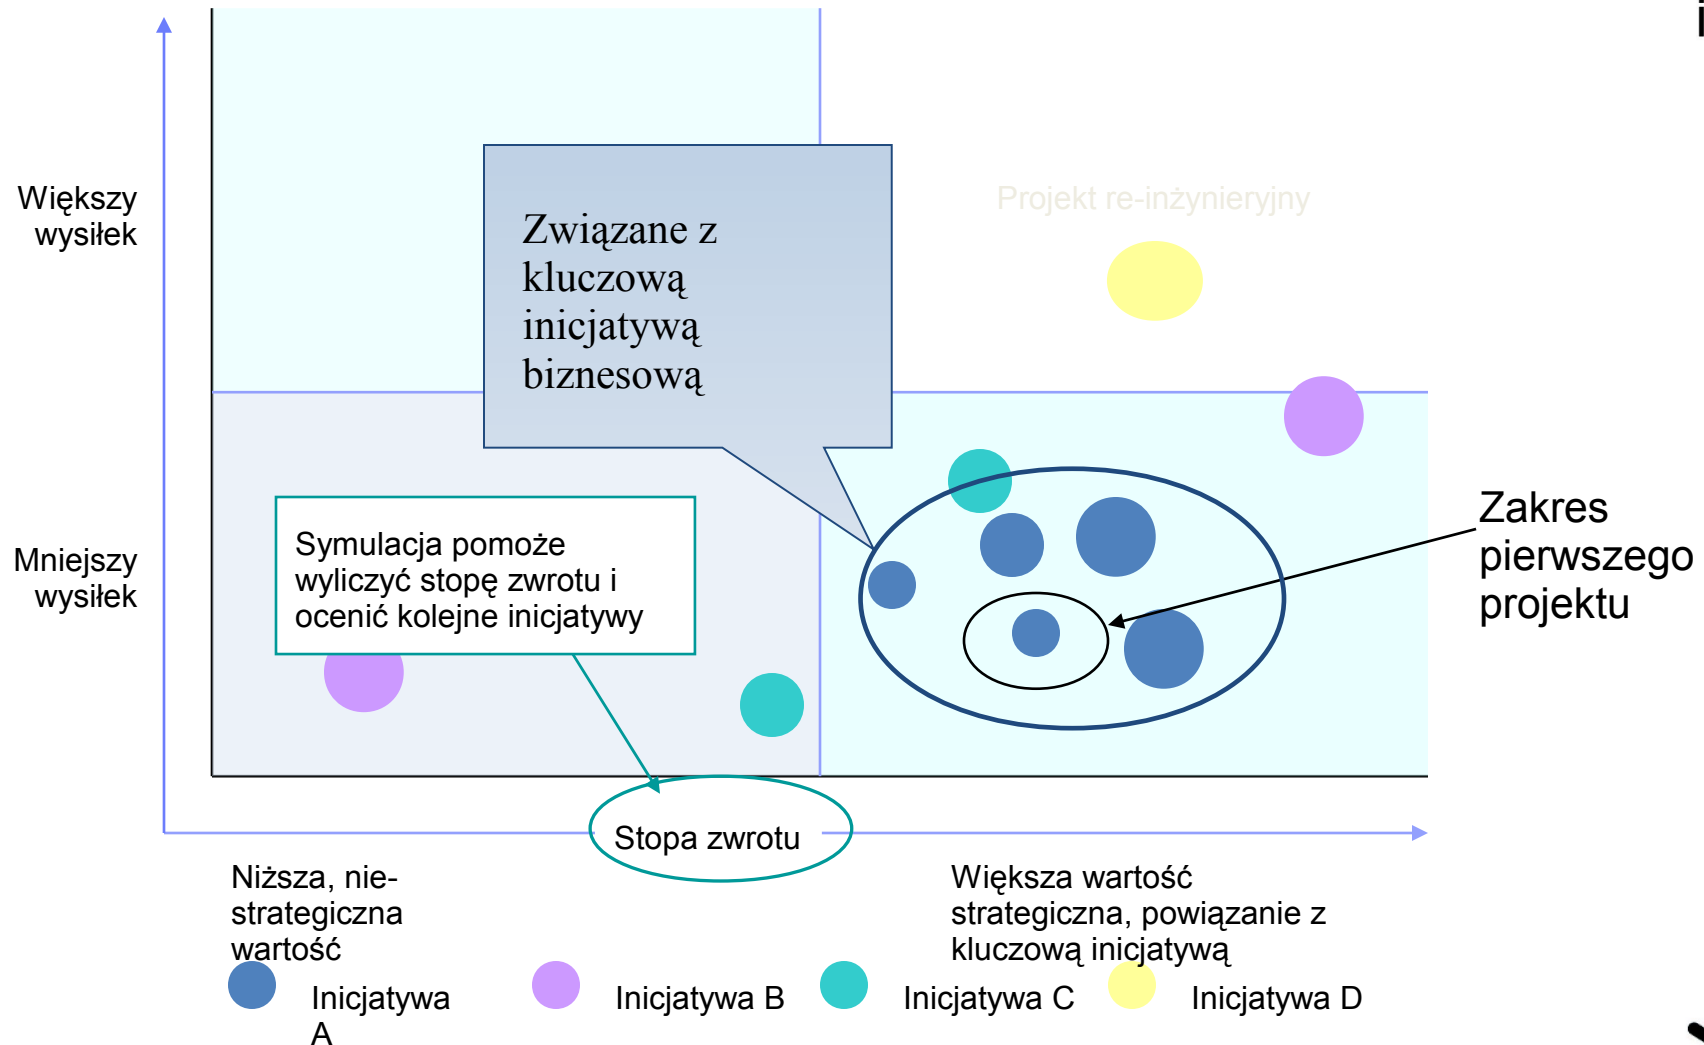 i
Większy
wysiłek
Projekt re-inżynieryjny
Związane z
kluczową
inicjatywą
biznesową
Mniejszy
wysiłek
Symulacja pomoże
wyliczyć stopę zwrotu i
ocenić kolejne inicjatywy
Zakres
pierwszego
projektu
Stopa zwrotu
Niższa, nie-
strategiczna
wartość
Większa wartość
strategiczna, powiązanie z
kluczową inicjatywą
Inicjatywa
A
Inicjatywa B
Inicjatywa C
Inicjatywa D